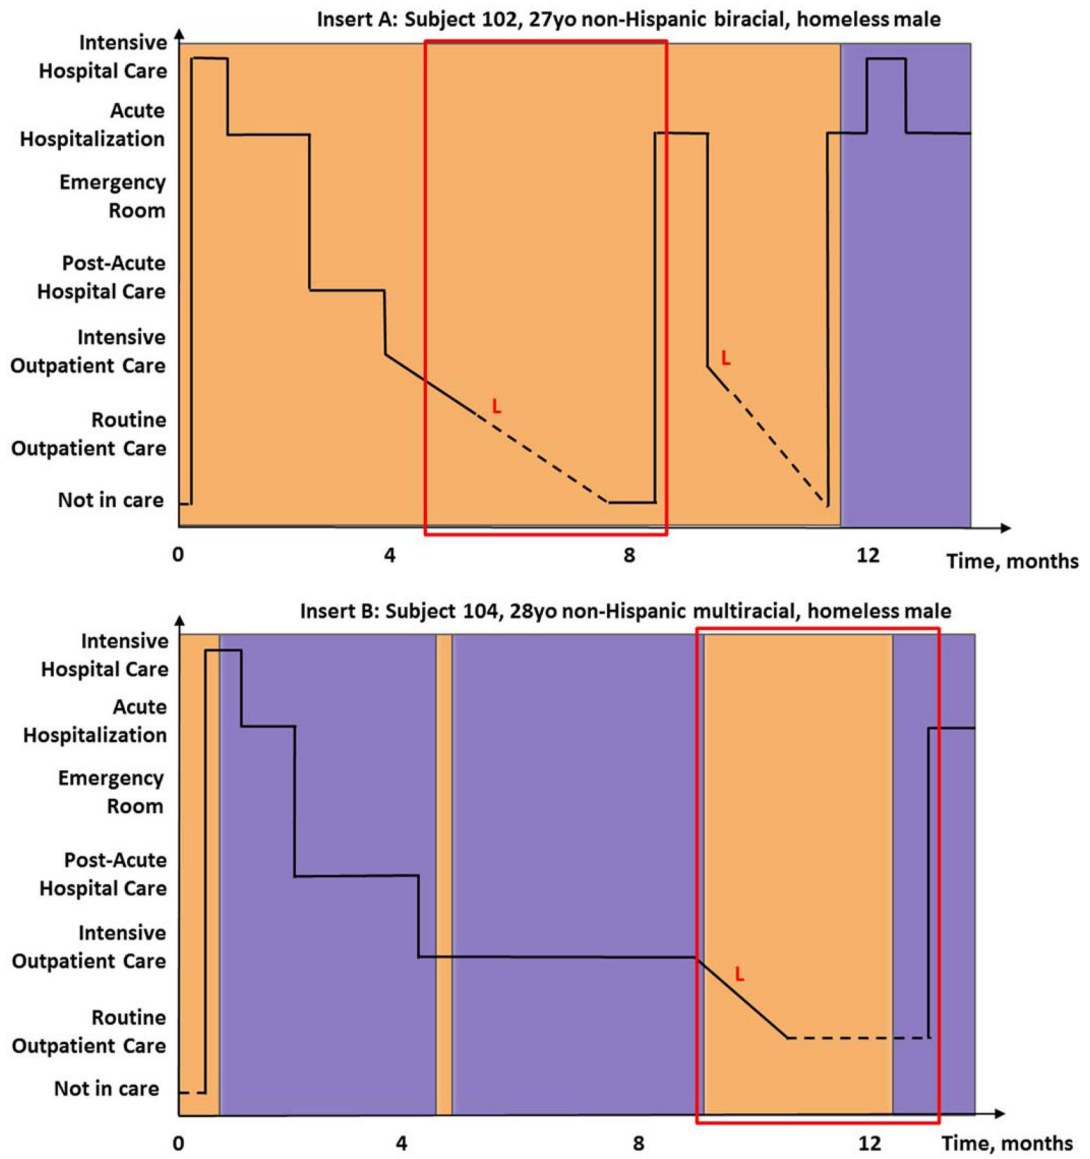 Insert A: Subject 102, 27yo non-Hispanic biracial, homeless male
Intensive
Hospital Care
Acute
Hospitalization
Emergency
Room
Post-Acute
Hospital Care
Intensive
Outpatient Care
L
L
Routine
Outpatient Care
Not in care
0 4 8 12
Time, months
Insert B: Subject 104, 28yo non-Hispanic multiracial, homeless male
Intensive
Hospital Care
Acute
Hospitalization
Emergency
Room
Post-Acute
Hospital Care
Intensive
Outpatient Care
L
Routine
Outpatient Care
Not in care
0 4 8 12 Time, months